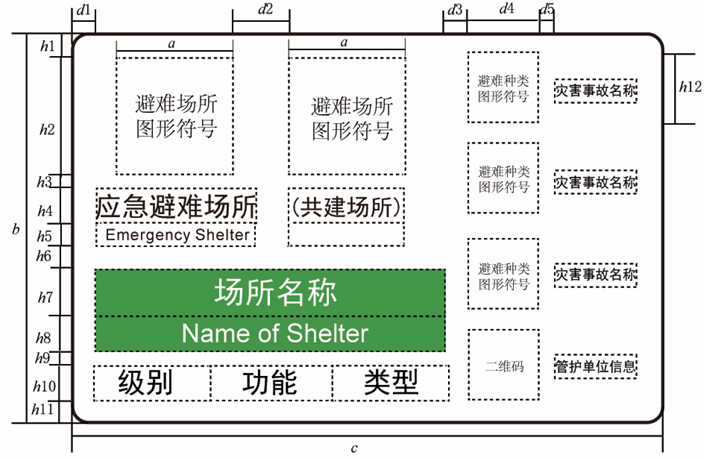 d1
d2
d3
d4
d5
a
a
h1
h2
h3
h4
h5
h6
h7
h8
h9
h10
h11
b
c
h12
避难场所
图形符号
避难场所
图形符号
避难种类
图形符号
灾害事故名称
避难种类
图形符号
灾害事故名称
应急避难场所
Emergency Shelter
(共建场所)
避难种类
图形符号
灾害事故名称
场所名称
Name of Shelter
二维码
管护单位信息
级别
功能
类型